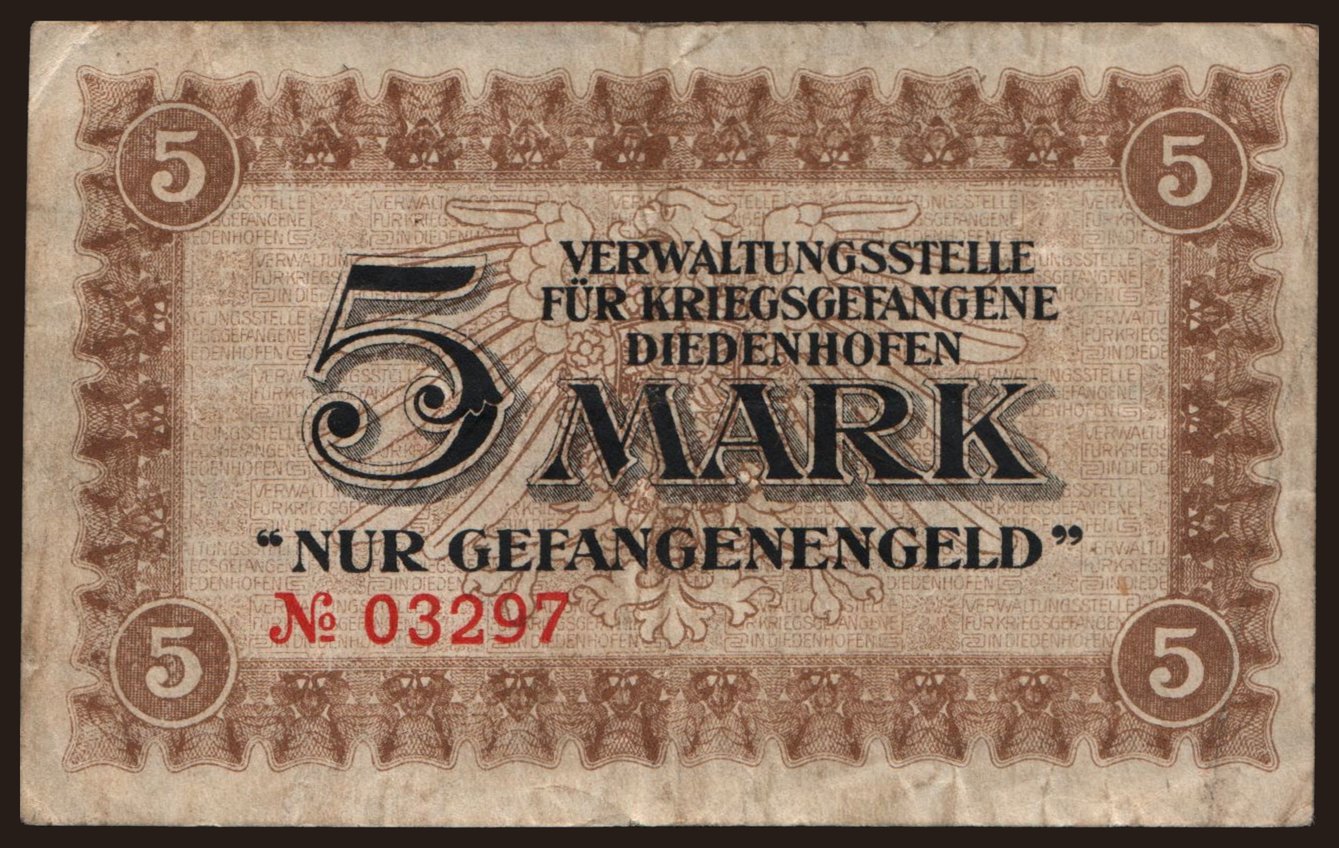 5 5
VERWALTUNGSSTELLE
FÜR KRIEGSGEFANGENE
DIEDENHOFEN
5 MARK
“NUR GEFANGENENGELD”
№ 03297
5 5